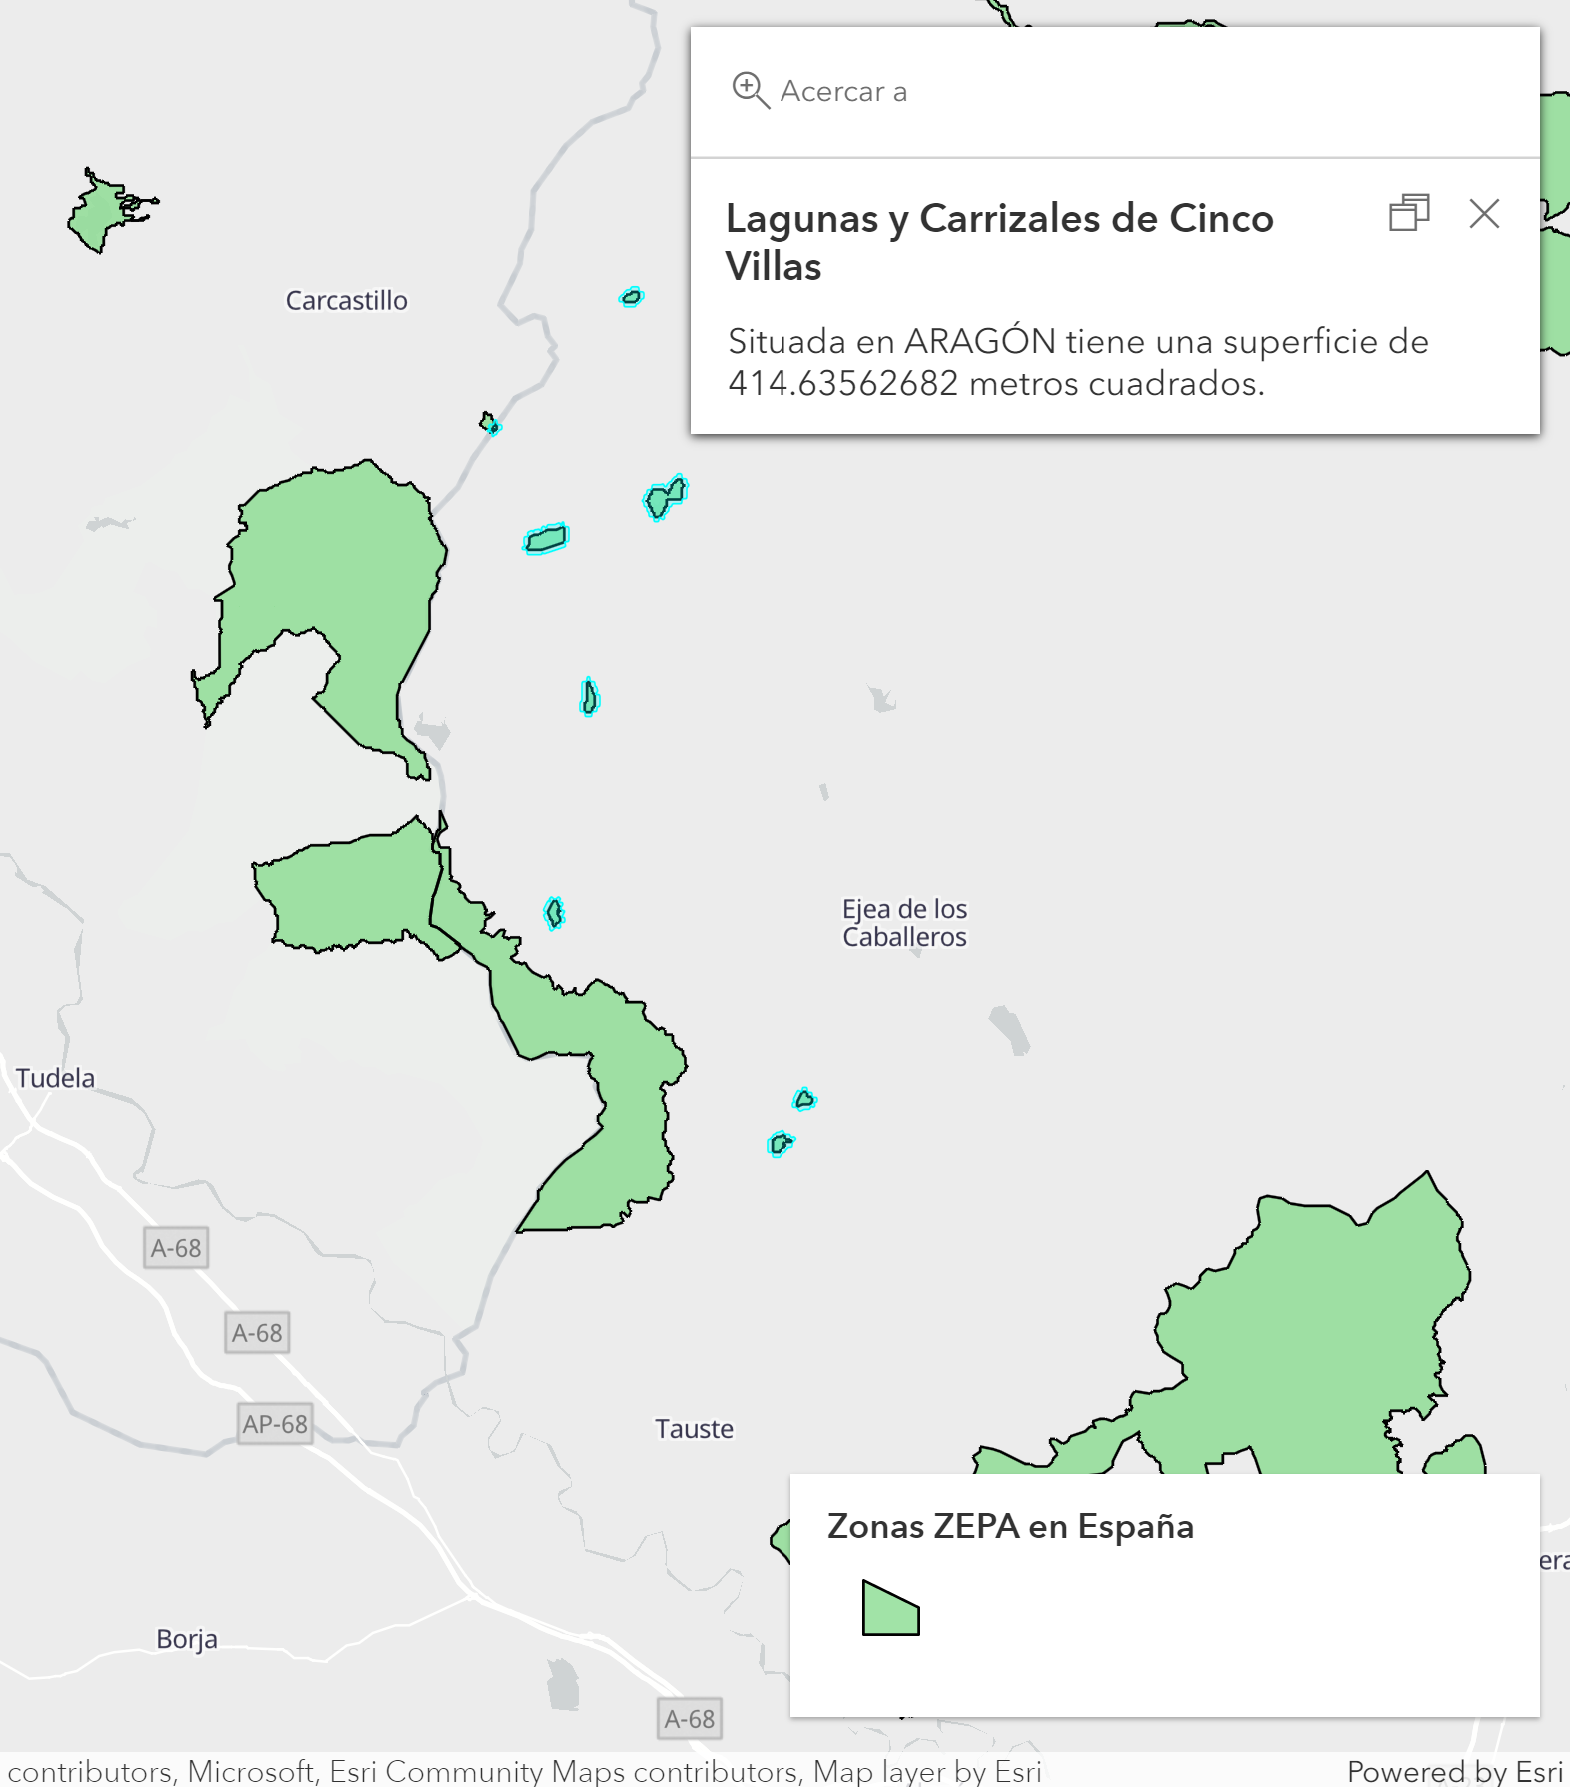 Acercar a
Lagunas y Carrizales de Cinco
Villas
Situada en ARAGÓN tiene una superficie de
414.63562682 metros cuadrados.
Carcastillo
Ejea de los
Caballeros
Tudela
A-68
A-68
AP-68
Tauste
Zonas ZEPA en España
era
Borja
A-68
contributors, Microsoft, Esri Community Maps contributors, Map layer by Esri
Powered by Esri